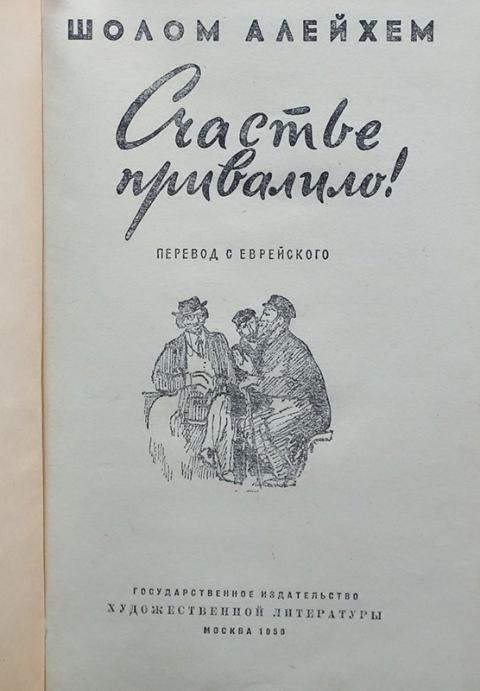 ШОЛОМ АЛЕЙХЕМ
Счастье
привалило!
ПЕРЕВОД С ЕВРЕЙСКОГО
ГОСУДАРСТВЕННОЕ ИЗДАТЕЛЬСТВО
ХУДОЖЕСТВЕННОЙ ЛИТЕРАТУРЫ
МОСКВА 1959